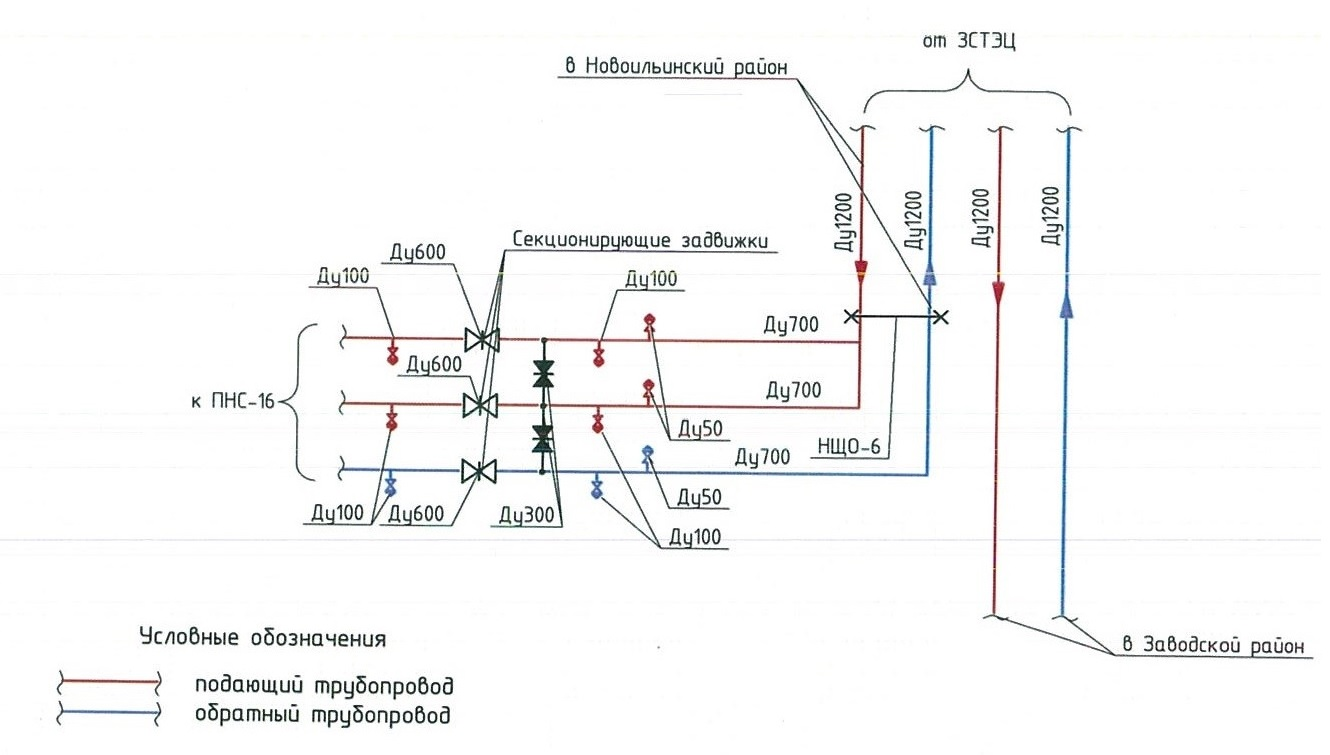 от ЗСТЭЦ
в Новоильинский район
Ду1200
Ду1200
Ду1200
Ду1200
Секционирующие задвижки
Ду600
Ду100
Ду100
Ду700
Ду600
к ПНС-16
Ду700
Ду50
НЩО-6
Ду700
Ду50
Ду100
Ду600
Ду300
Ду100
Условные обозначения
в Заводской район
подающий трубопровод
обратный трубопровод